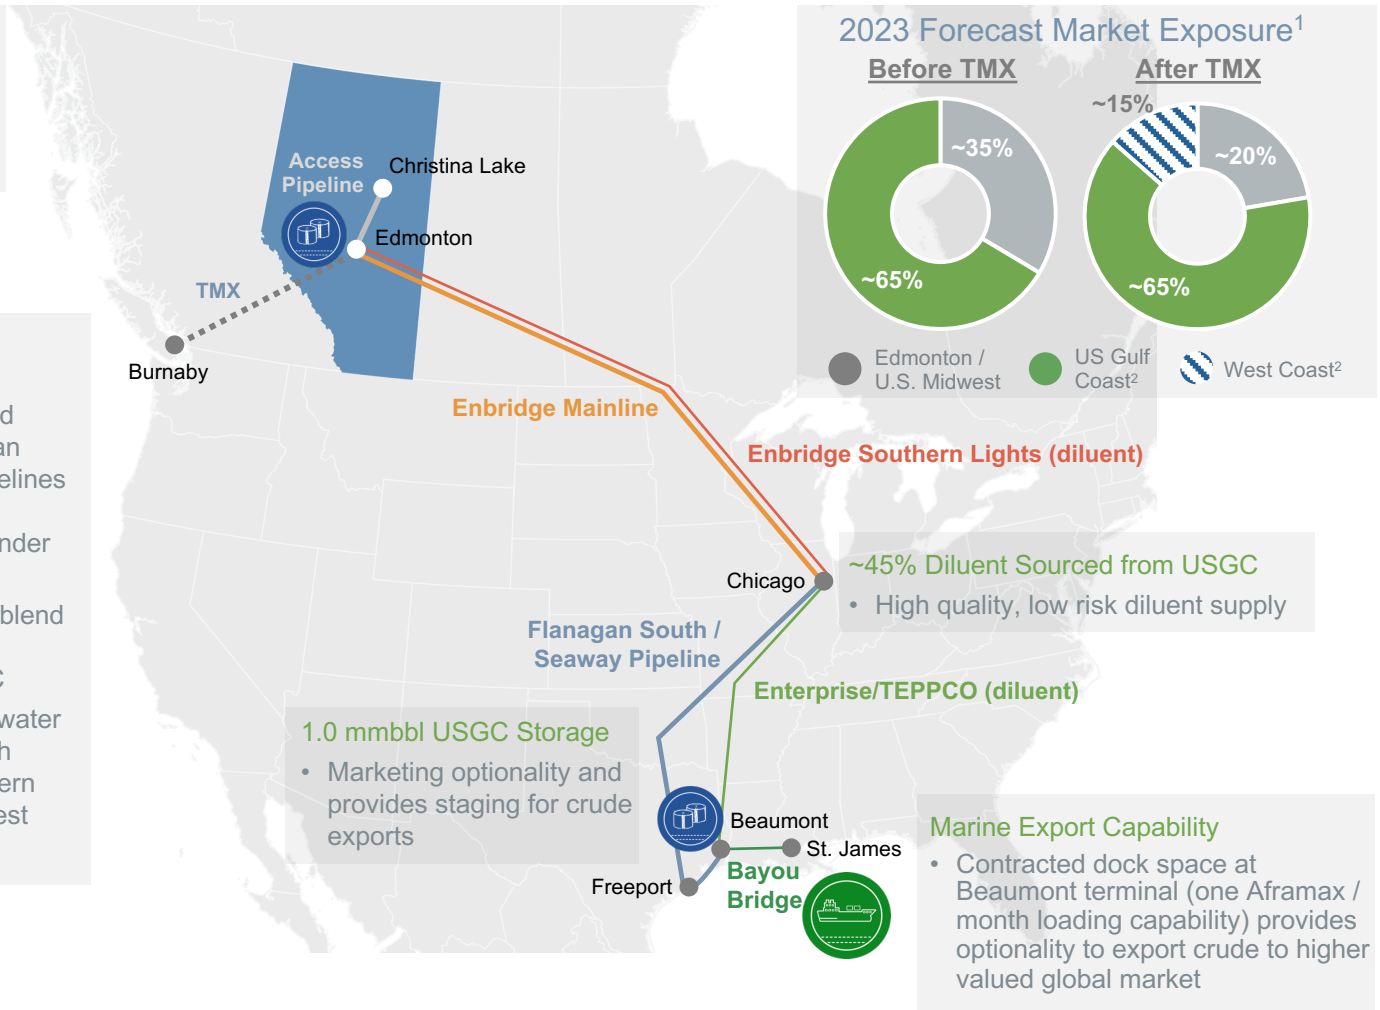 2023 Forecast Market Exposure¹
Before TMX
After TMX
~15%
~35%
~20%
~65%
~65%
Edmonton /
U.S. Midwest
US Gulf
Coast²
West Coast²
Access
Pipeline
Christina Lake
Edmonton
TMX
Burnaby
Enbridge Mainline
Enbridge Southern Lights (diluent)
elines
nder
blend
water
~45% Diluent Sourced from USGC
• High quality, low risk diluent supply
Chicago
Flanagan South /
Seaway Pipeline
Enterprise/TEPPCO (diluent)
1.0 mmbbl USGC Storage
• Marketing optionality and
provides staging for crude
exports
Beaumont
St. James
Bayou
Bridge
Freeport
Marine Export Capability
• Contracted dock space at
Beaumont terminal (one Aframax /
month loading capability) provides
optionality to export crude to higher
valued global market